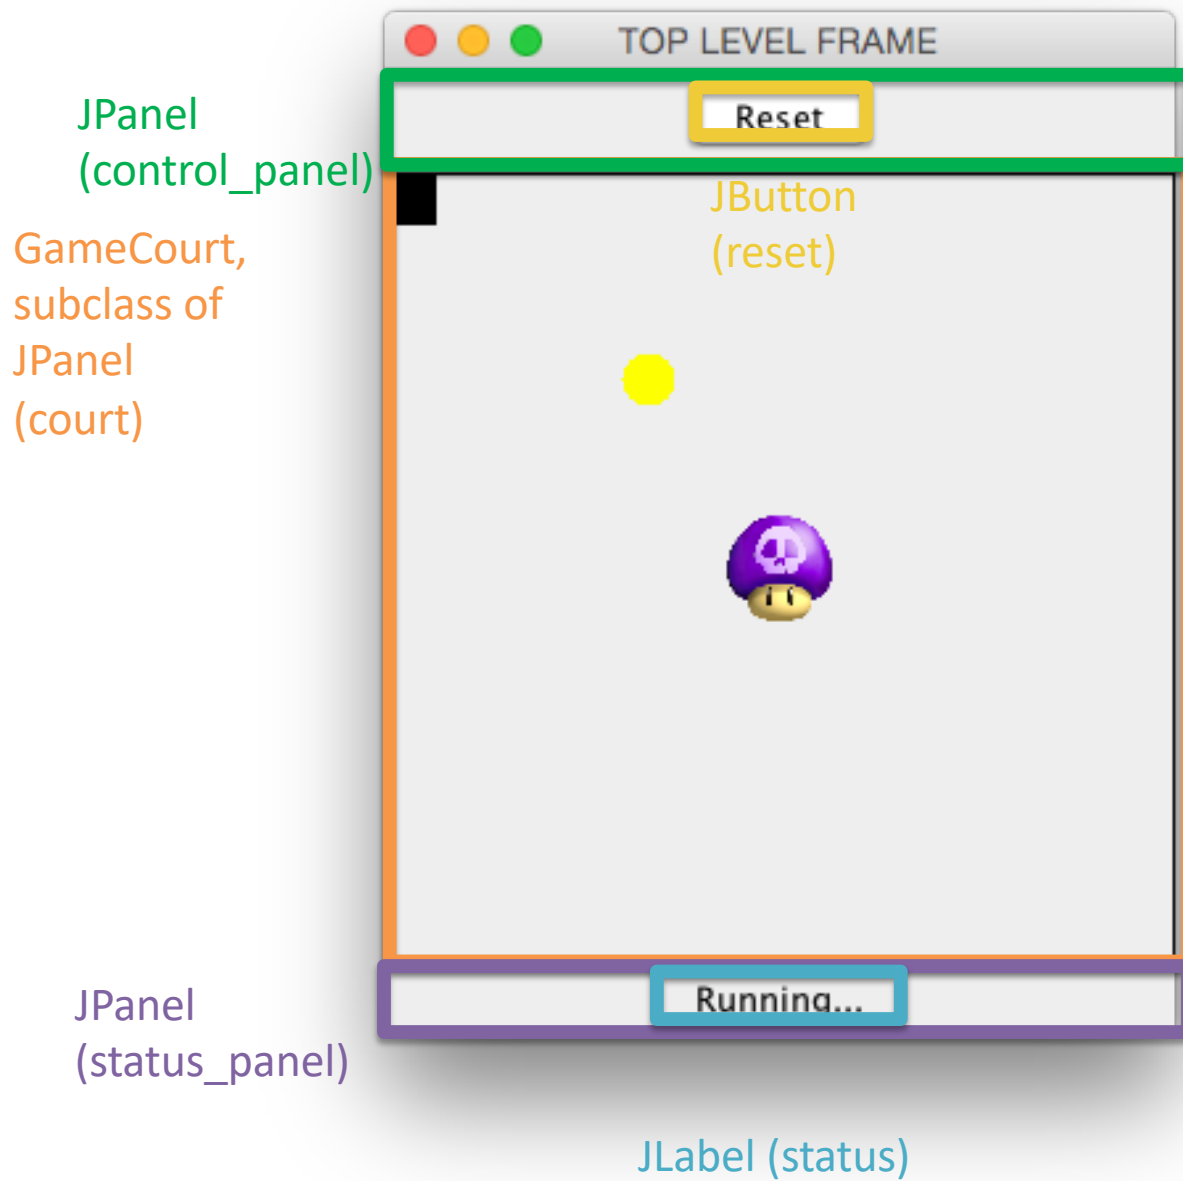 TOP LEVEL FRAME
JPanel
(control_panel)
Reset
JButton
(reset)
GameCourt,
subclass of
JPanel
(court)
JPanel
(status_panel)
Running...
JLabel (status)